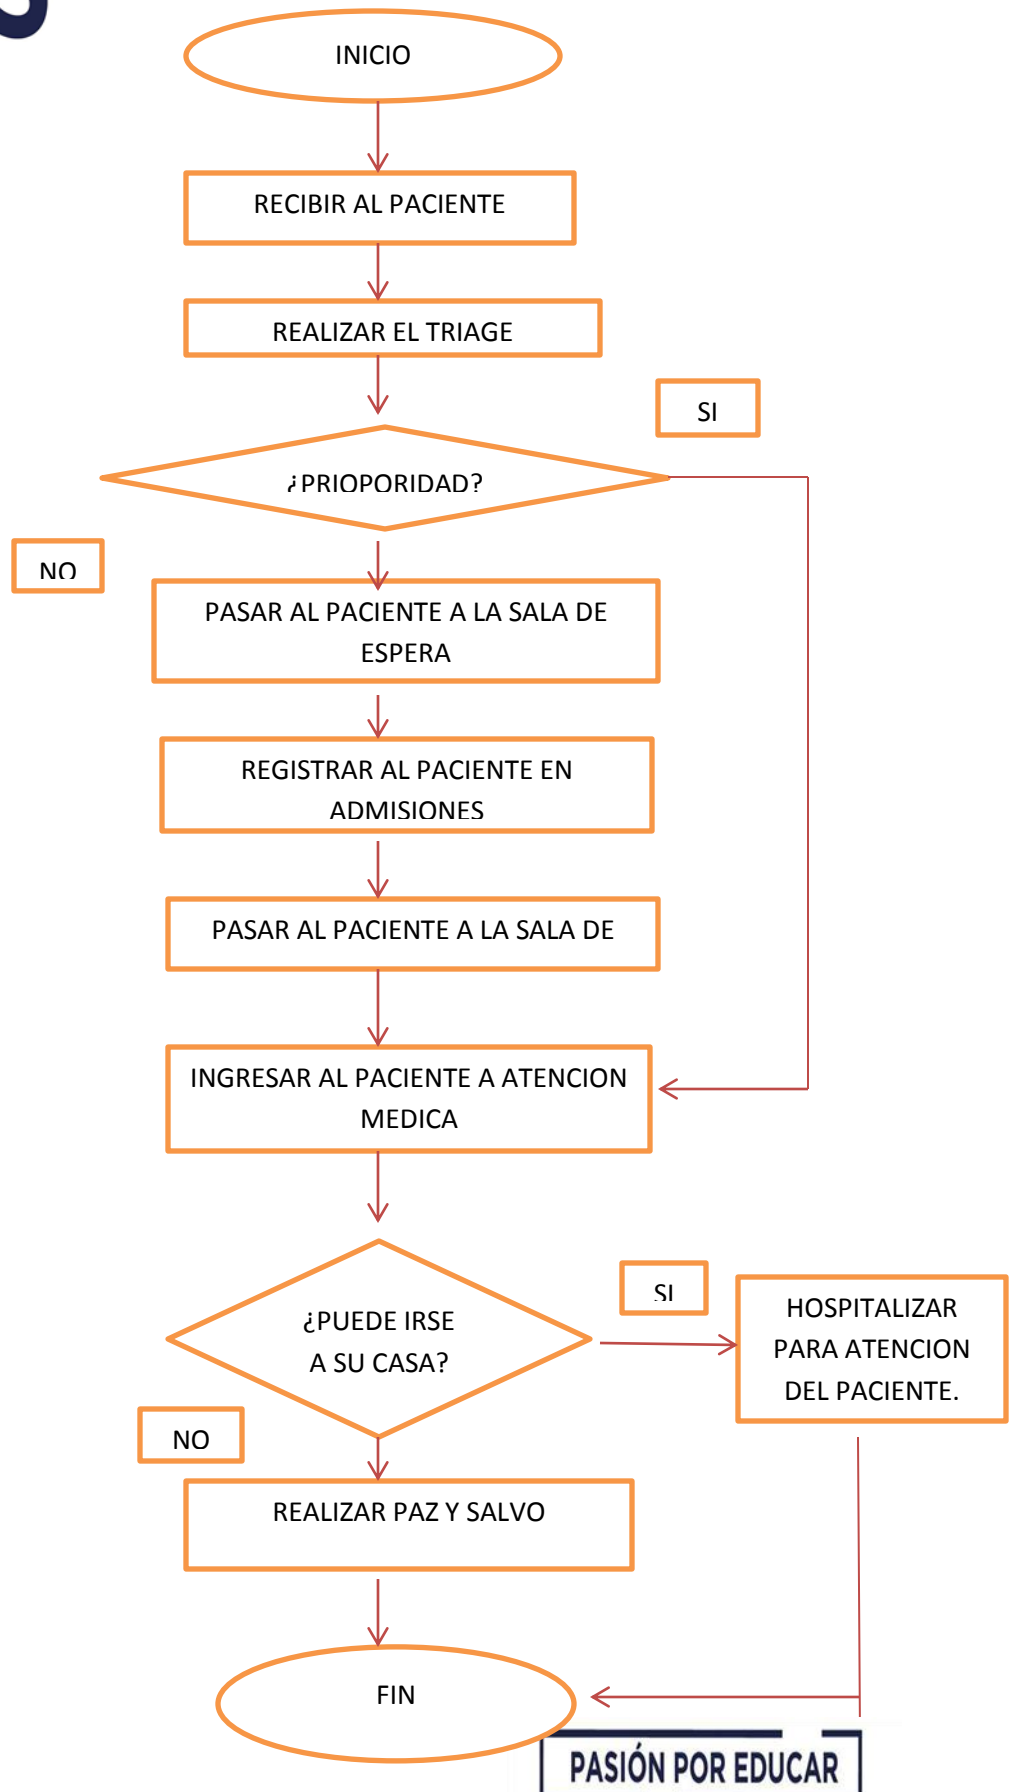 INICIO
RECIBIR AL PACIENTE
REALIZAR EL TRIAGE
SI
¿PRIOPORIDAD?
NO
PASAR AL PACIENTE A LA SALA DE
ESPERA
REGISTRAR AL PACIENTE EN
ADMISIONES
PASAR AL PACIENTE A LA SALA DE
INGRESAR AL PACIENTE A ATENCION
MEDICA
¿PUEDE IRSE
A SU CASA?
SI
HOSPITALIZAR
PARA ATENCION
DEL PACIENTE.
NO
REALIZAR PAZ Y SALVO
FIN
PASIÓN POR EDUCAR